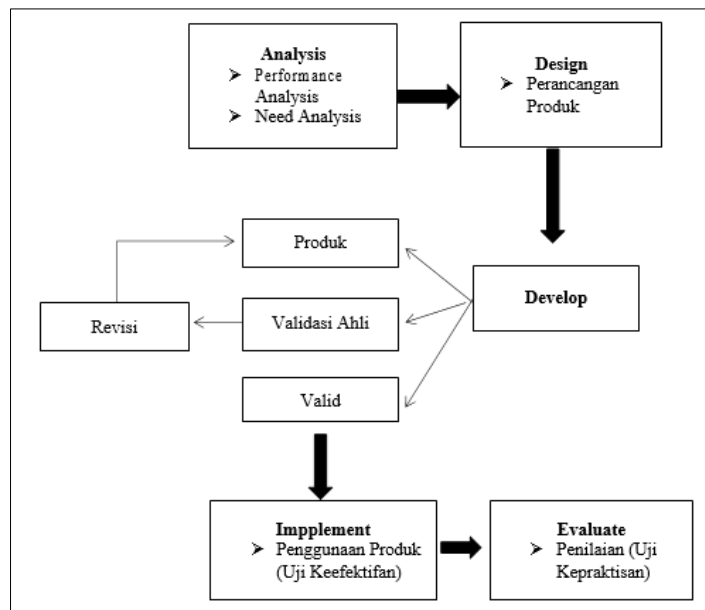 Analysis
➤ Performance
Analysis
➤ Need Analysis
Design
➤ Perancangan
Produk
Produk
Develop
Revisi
Validasi Ahli
Valid
Impplement
➤ Penggunaan Produk
(Uji Keefektifan)
Evaluate
➤ Penilaian (Uji
Kepraktisan)